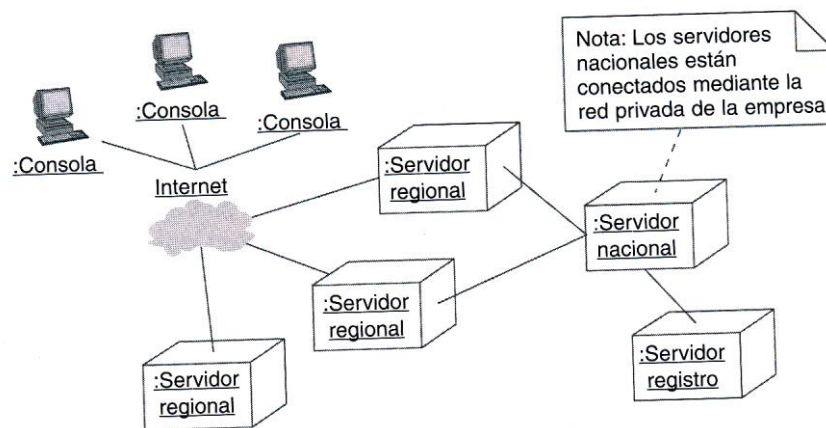 Nota: Los servidores
nacionales están
conectados mediante la
red privada de la empresa
:Consola
:Consola
:Consola
Internet
:Servidor
regional
:Servidor
nacional
:Servidor
regional
:Servidor
regional
:Servidor
registro